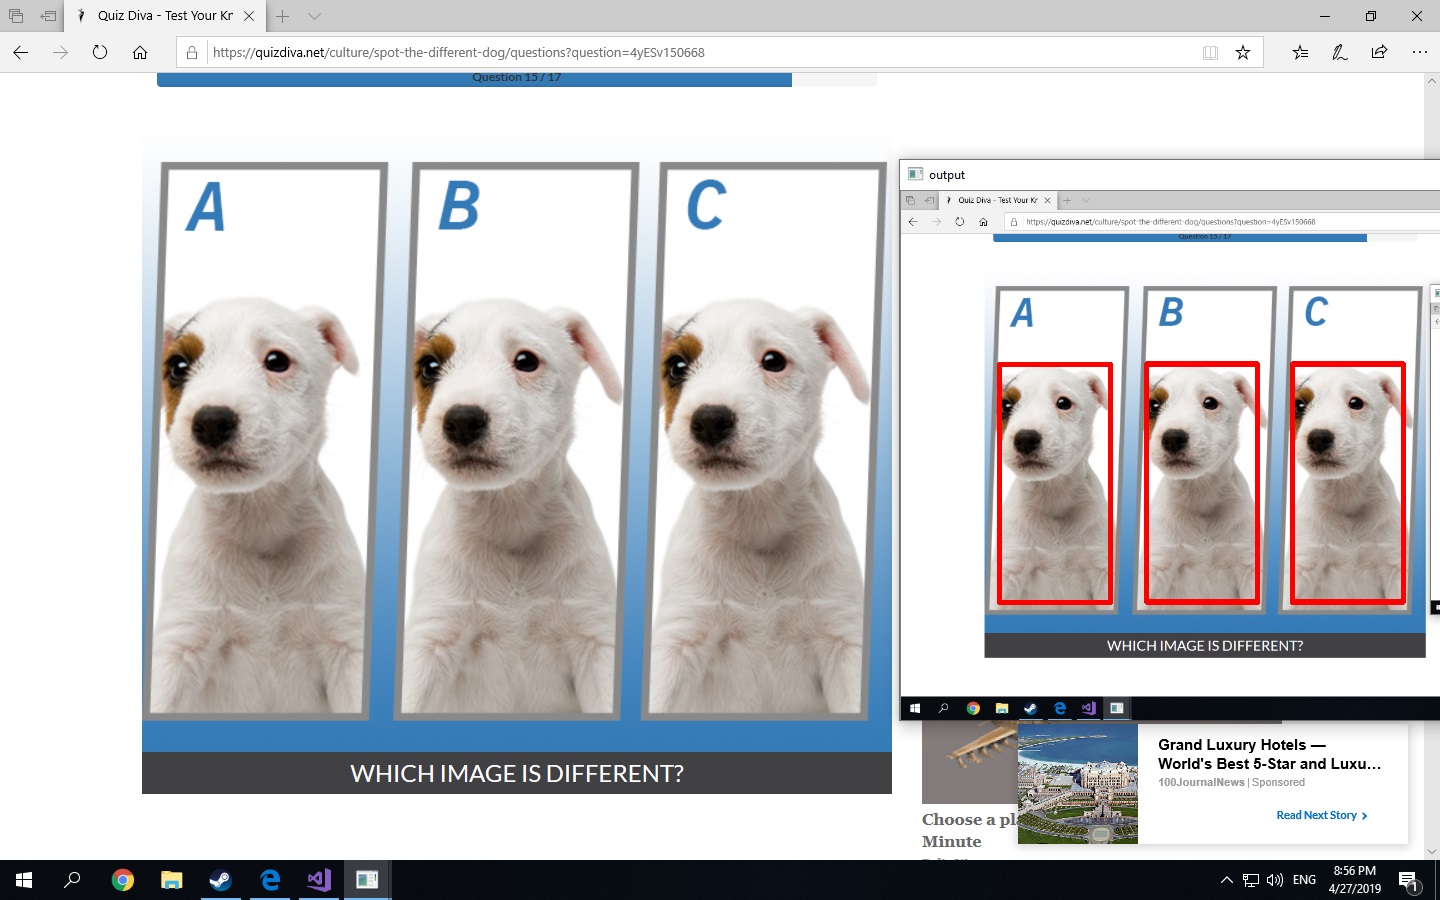 Quiz Diva - Test Your Kr
https://quizdiva.net/culture/spot-the-different-dog/questions?question=4yESv150668
Question 15 / 17
A
B
C
WHICH IMAGE IS DIFFERENT?
output
Quiz Diva - Test Your Kr
https://quizdiva.net/culture/spot-the-different-dog/questions?question=4yESv150668
Question 15 / 17
A
B
C
WHICH IMAGE IS DIFFERENT?
Grand Luxury Hotels —
World's Best 5-Star and Luxu...
100JournalNews | Sponsored
Read Next Story
Choose a pla
Minute
ENG
8:56 PM
4/27/2019
1